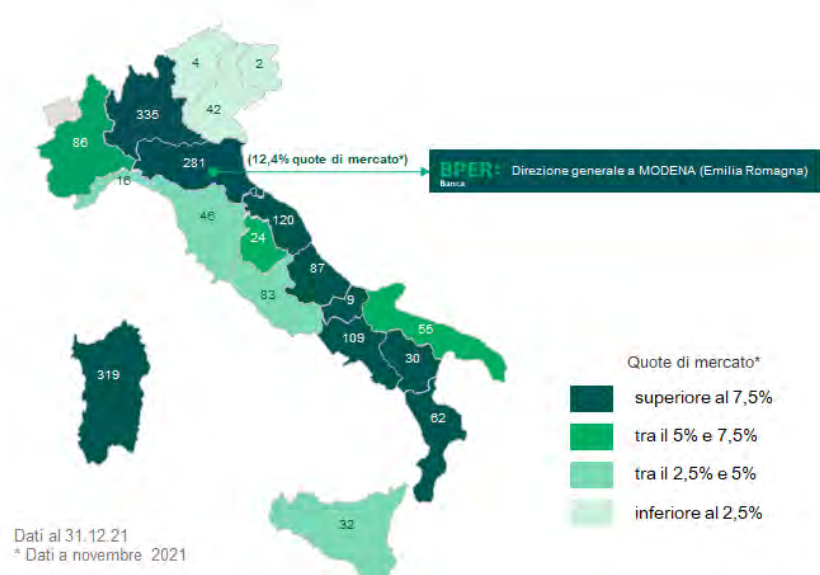 4
2
335
42
86
281
(12,4% quote di mercato*)
BPER:
Banca
Direzione generale a MODENA (Emilia Romagna)
16
46
120
24
87
83
9
55
109
30
319
62
32
Quote di mercato*
superiore al 7,5%
tra il 5% e 7,5%
tra il 2,5% e 5%
inferiore al 2,5%
Dati al 31.12.21
* Dati a novembre 2021